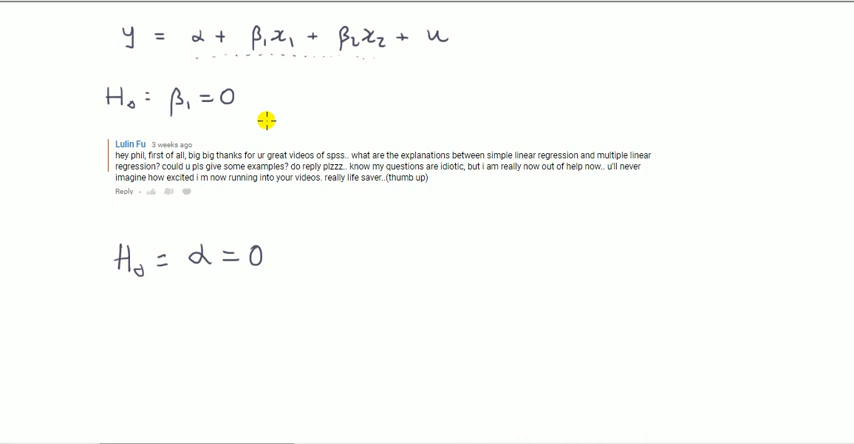 y = α + β₁x₁ + β₂x₂ + u
H₀: β₁ = 0
Lulin Fu 3 weeks ago
hey phil, first of all, big big thanks for ur great videos of spss.. what are the explanations between simple linear regression and multiple linear
regression? could u pls give some examples? do reply plzzz.. know my questions are idiotic, but i am really now out of help now.. u'll never
imagine how excited i m now running into your videos. really life saver..(thumb up)
Reply •
H₀ = α = 0